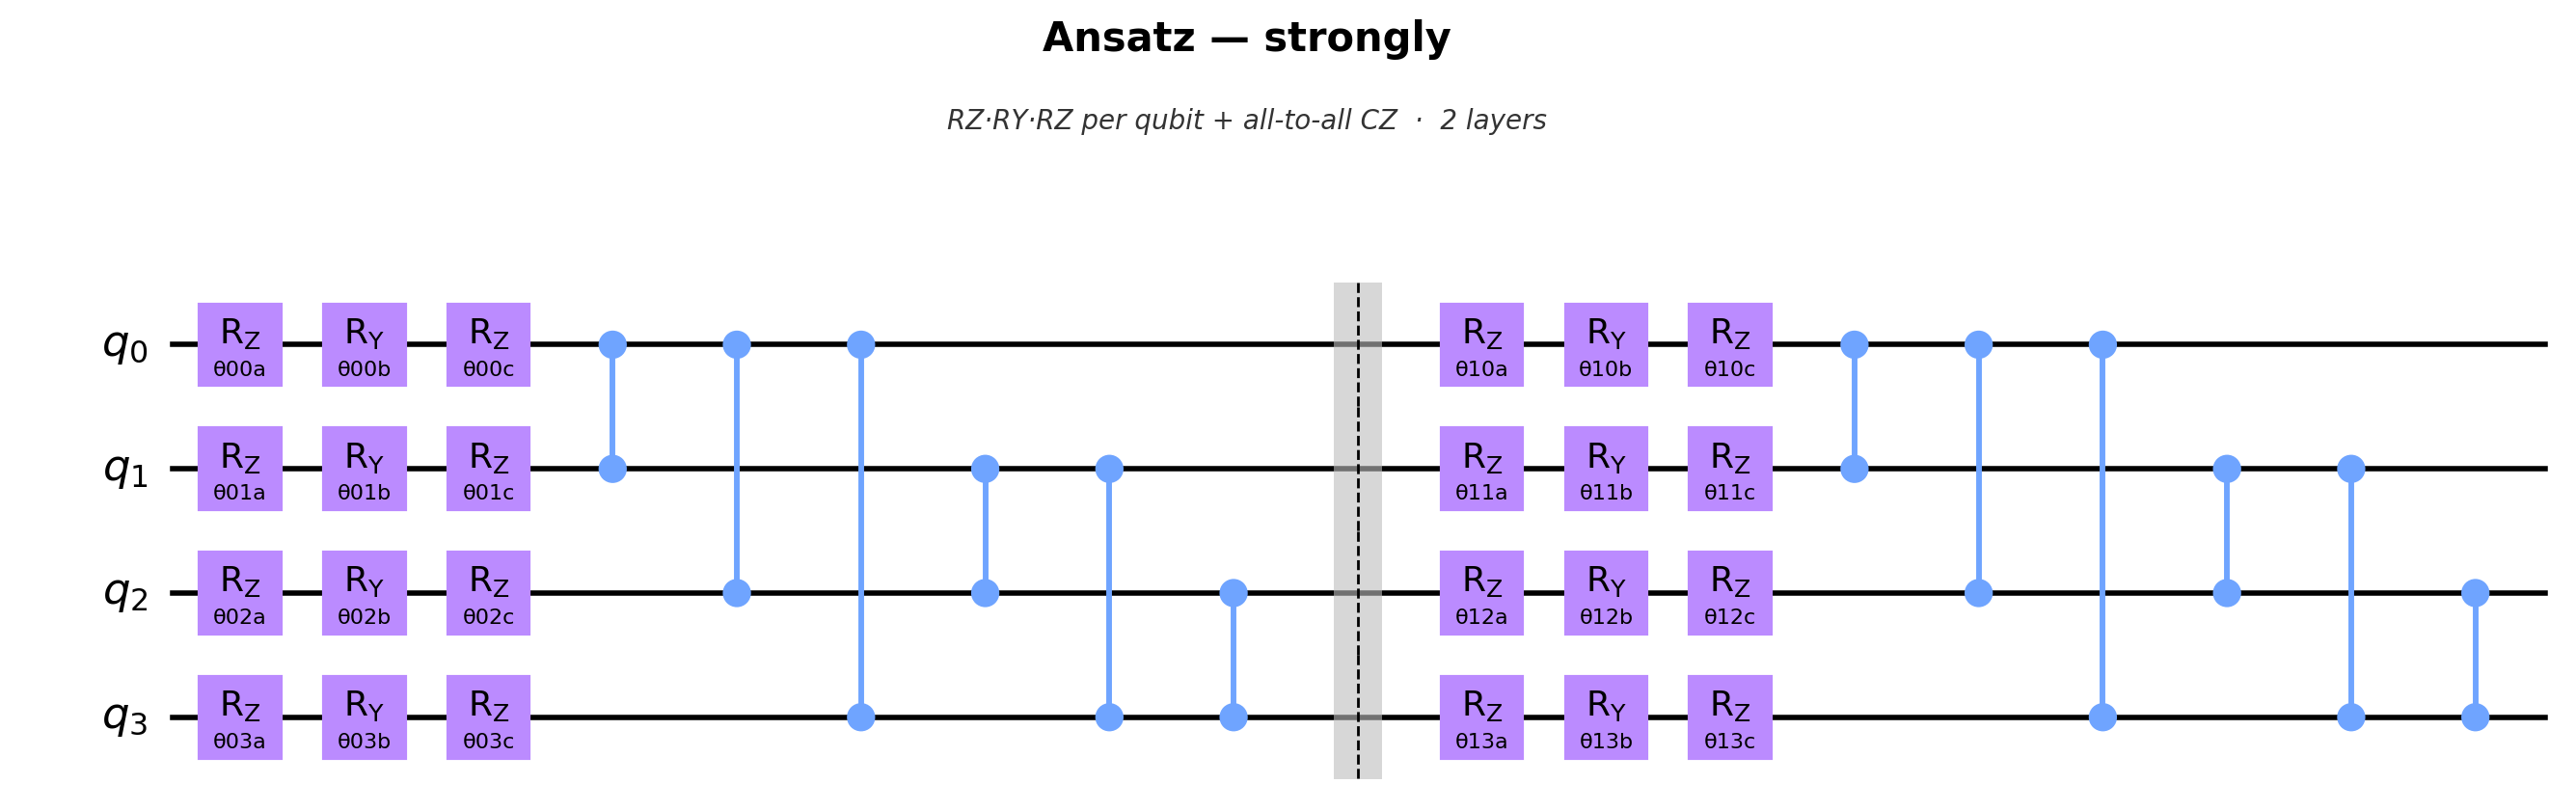 Ansatz — strongly
RZ·RY·RZ per qubit + all-to-all CZ · 2 layers
q0 RZ RY RZ RZ RY RZ
θ00a θ00b θ00c θ10a θ10b θ10c
q1 RZ RY RZ RZ RY RZ
θ01a θ01b θ01c θ11a θ11b θ11c
q2 RZ RY RZ RZ RY RZ
θ02a θ02b θ02c θ12a θ12b θ12c
q3 RZ RY RZ RZ RY RZ
θ03a θ03b θ03c θ13a θ13b θ13c